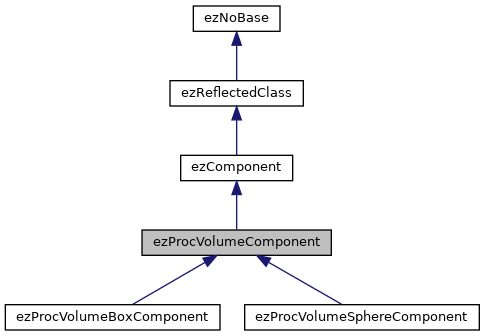 ezNoBase
ezReflectedClass
ezComponent
ezProcVolumeComponent
ezProcVolumeBoxComponent
ezProcVolumeSphereComponent